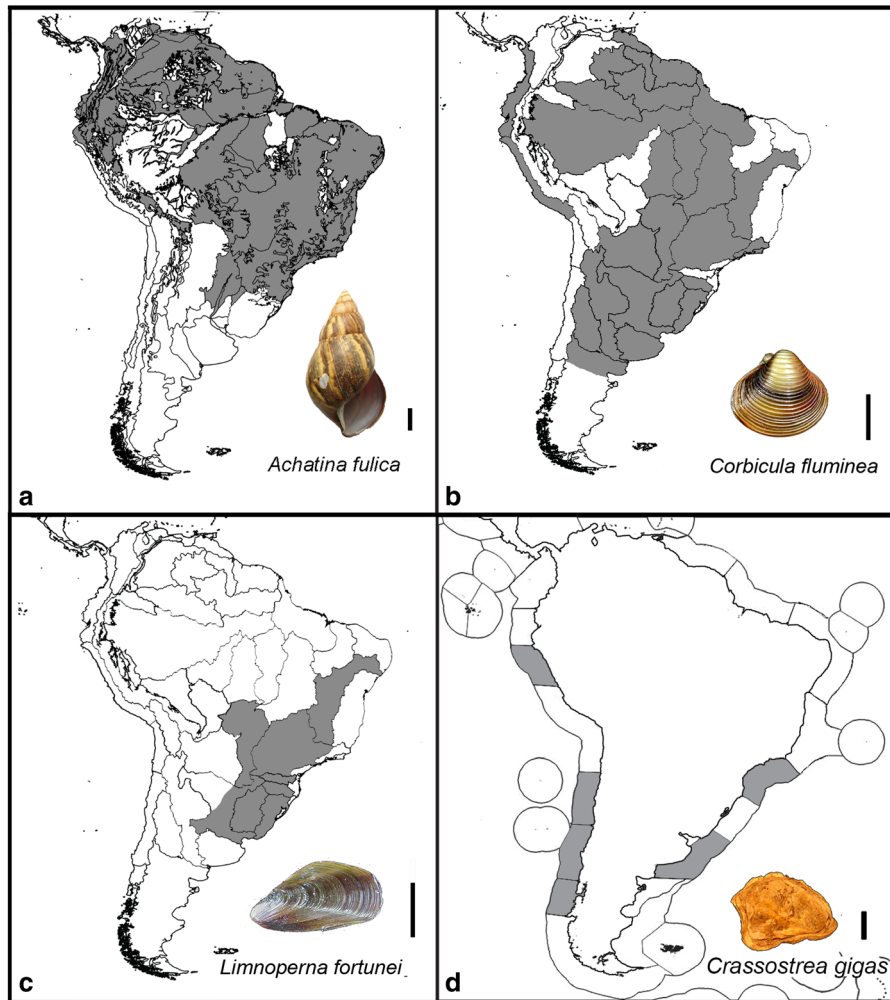 Achatina fulica
a
Corbicula fluminea
b
Limnoperna fortunei
c
Crassostrea gigas
d